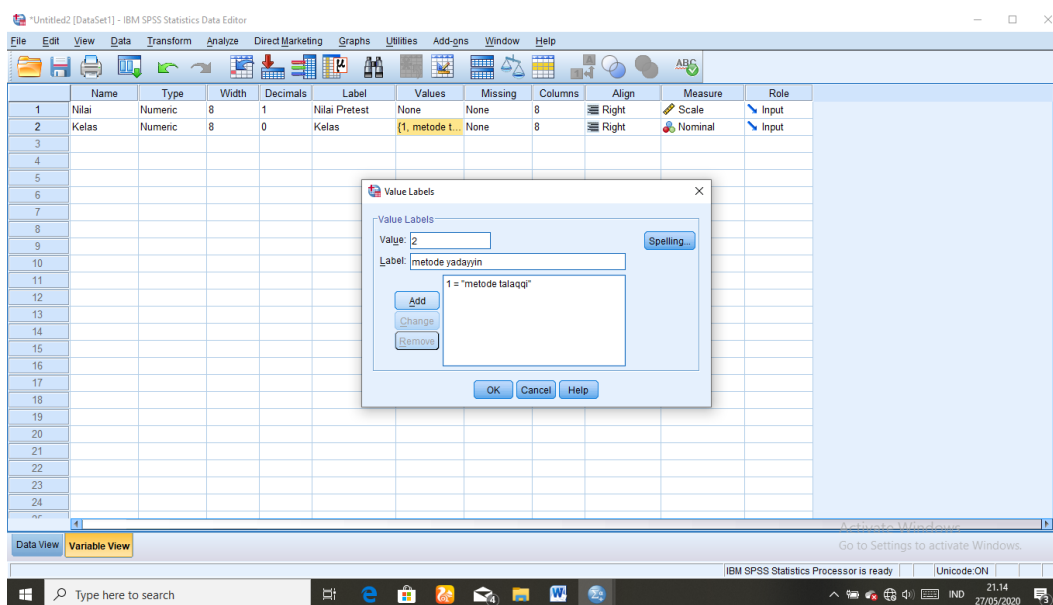 *Untitled2 [DataSet1] - IBM SPSS Statistics Data Editor
File Edit View Data Transform Analyze Direct Marketing Graphs Utilities Add-ons Window Help
Name Type Width Decimals Label Values Missing Columns Align Measure Role
1 Nilai Numeric 8 1 Nilai Pretest None None 8 Right Scale Input
2 Kelas Numeric 8 0 Kelas {1, metode t... None 8 Right Nominal Input
3
4
5
6
7
8
9
10
11
12
13
14
15
16
17
18
19
20
21
22
23
24
Value Labels
Value Labels
Value: 2
Spelling...
Label: metode yadayyin
1 = "metode talaqqi"
Add
Change
Remove
OK Cancel Help
Activate Windows
Go to Settings to activate Windows.
Data View Variable View
IBM SPSS Statistics Processor is ready Unicode:ON
Type here to search
IND
21.14
27/05/2020